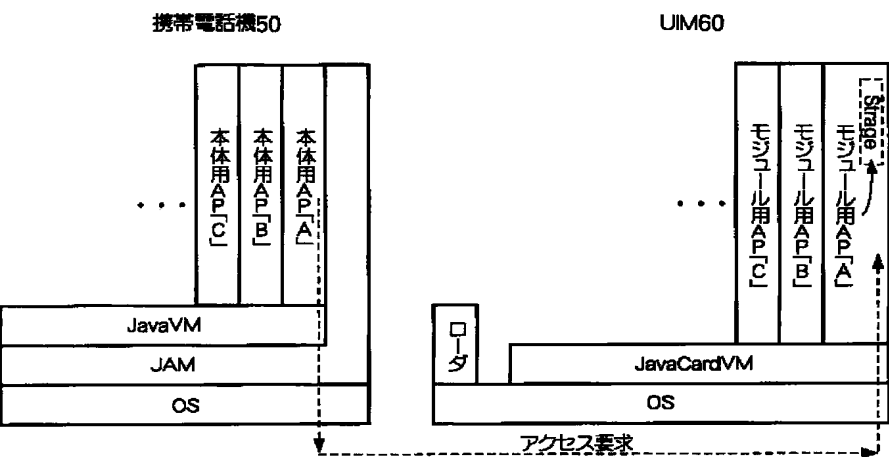 携帯電話機50
UIM60
本体用AP「C」
本体用AP「B」
本体用AP「A」
・・・
JavaVM
JAM
OS
モジュール用AP「C」
モジュール用AP「B」
モジュール用AP「A」
Strage
・・・
ローダ
JavaCardVM
OS
アクセス要求